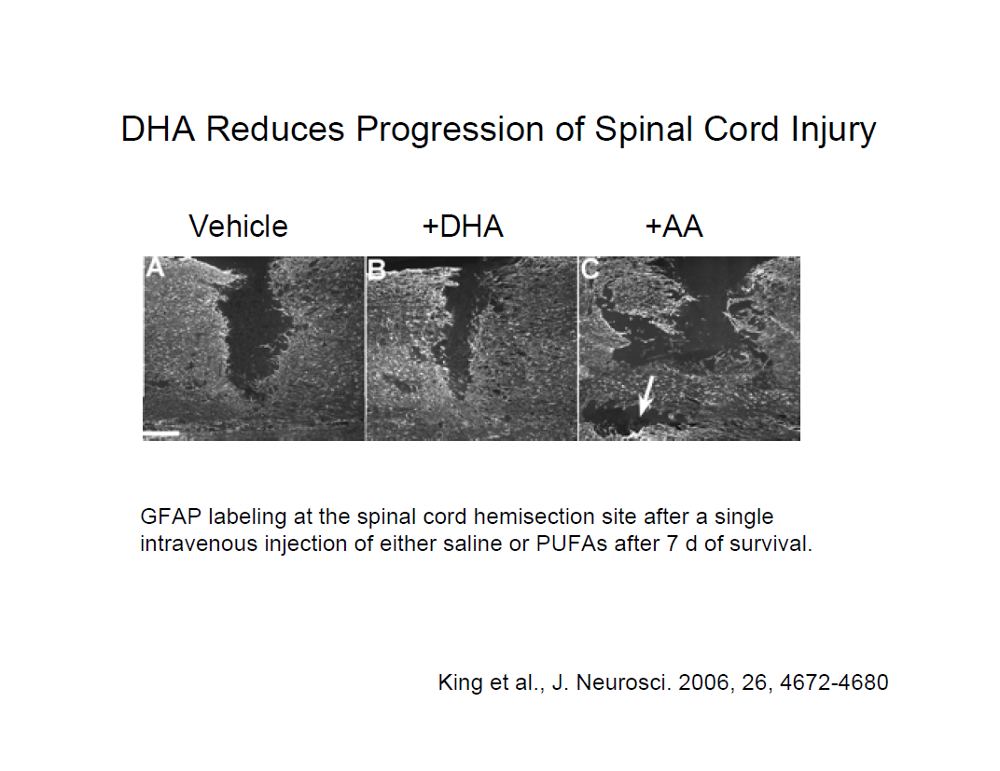 DHA Reduces Progression of Spinal Cord Injury
Vehicle +DHA +AA
A B C
GFAP labeling at the spinal cord hemisection site after a single
intravenous injection of either saline or PUFAs after 7 d of survival.
King et al., J. Neurosci. 2006, 26, 4672-4680